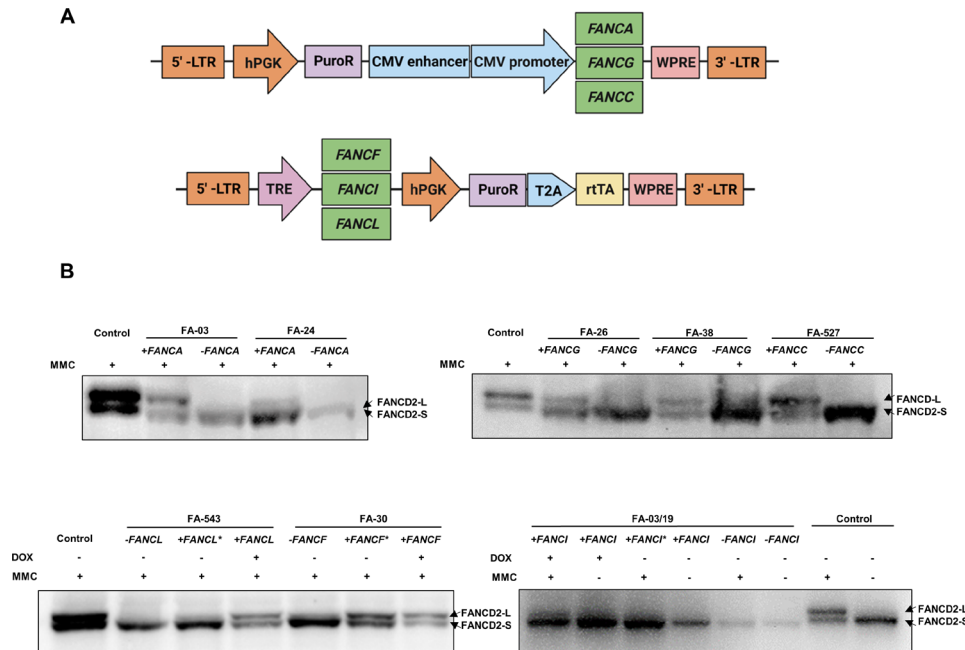 A
5' -LTR hPGK PuroR CMV enhancer CMV promoter FANCA FANCG FANCC WPRE 3' -LTR
5' -LTR TRE FANCF FANCI FANCL hPGK PuroR T2A rtTA WPRE 3' -LTR
B
Control FA-03 FA-24
+FANCA -FANCA +FANCA -FANCA
MMC + + + + +
FANCD2-L
FANCD2-S
Control FA-26 FA-38 FA-527
+FANCG -FANCG +FANCG -FANCG +FANCC -FANCC
MMC + + + + + + +
FANCD-L
FANCD2-S
FA-543 FA-30
Control -FANCL +FANCL* +FANCL -FANCF +FANCF* +FANCF
DOX - - - + - - +
MMC + + + + + + +
FANCD2-L
FANCD2-S
FA-03/19 Control
+FANCI +FANCI +FANCI* +FANCI -FANCI -FANCI
DOX + + - - - - - -
MMC + - + - + - + -
FANCD2-L
FANCD2-S